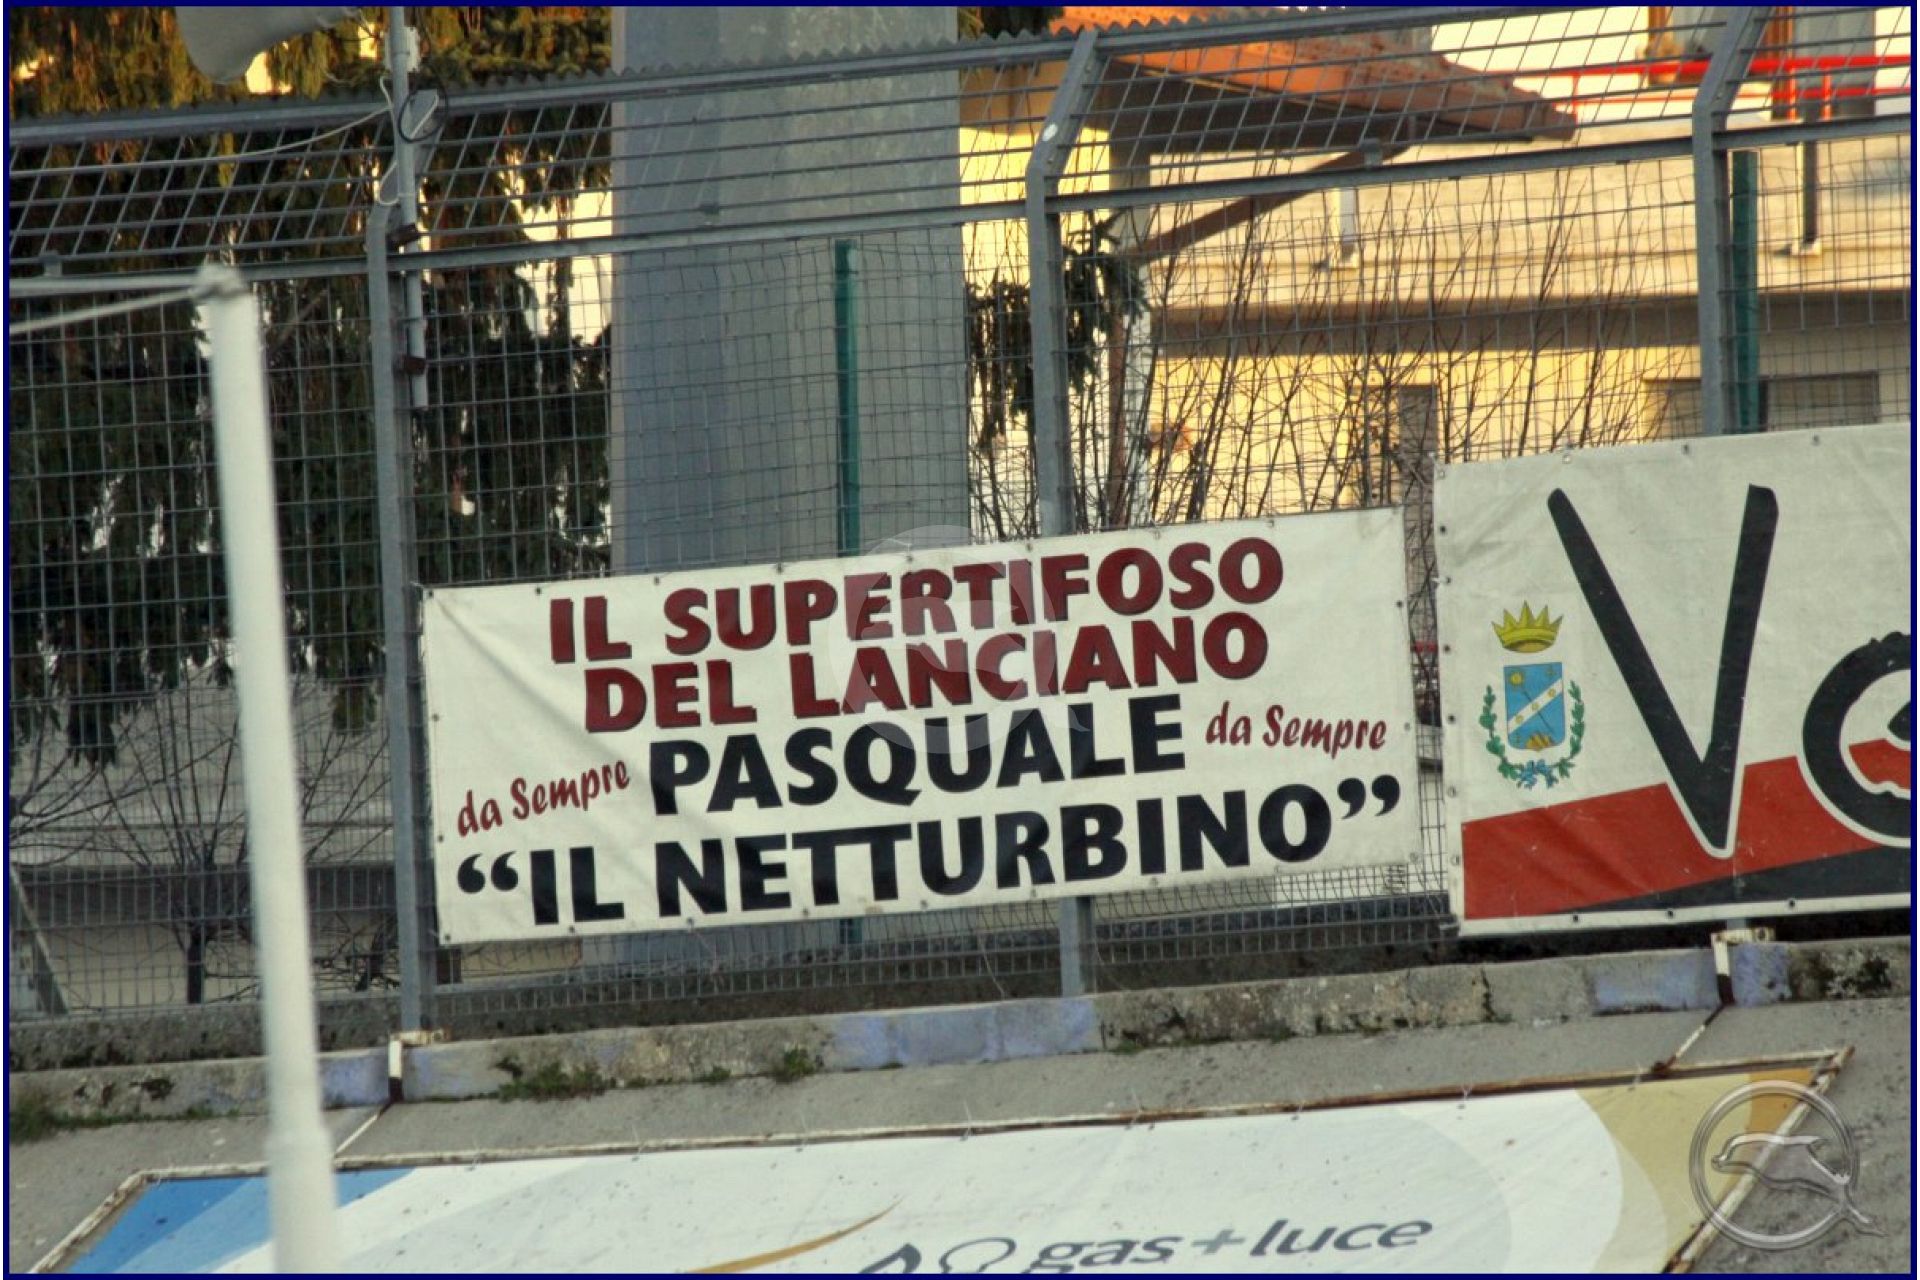 IL SUPERTIFOSO
DEL LANCIANO
da Sempre PASQUALE da Sempre
“IL NETTURBINO”
gas+luce